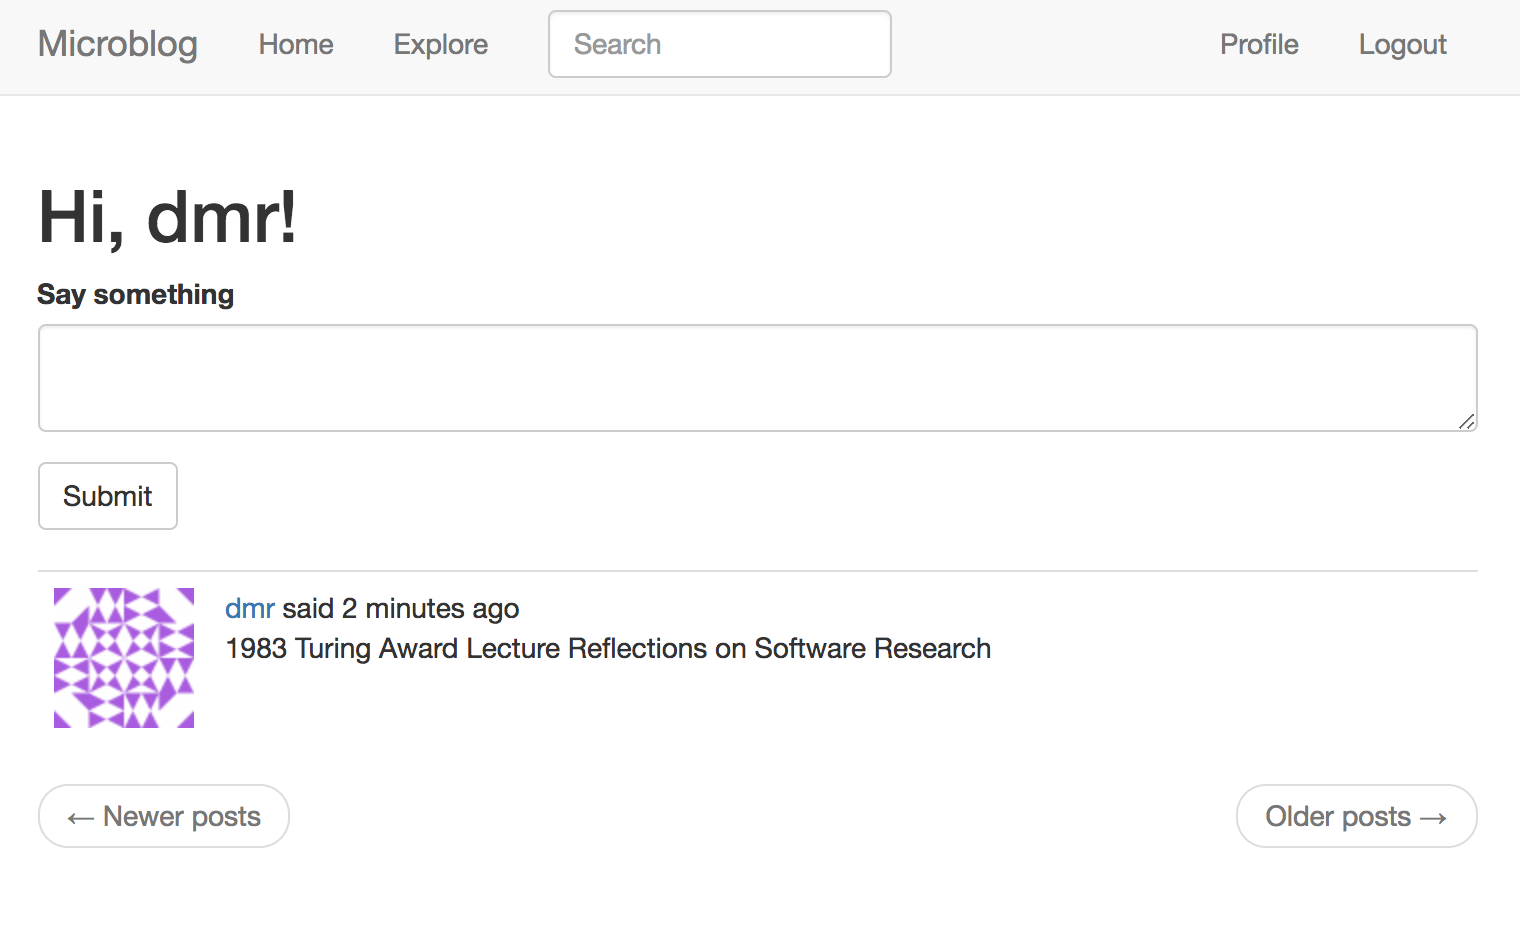 Microblog Home Explore Search Profile Logout
Hi, dmr!
Say something
Submit
dmr said 2 minutes ago
1983 Turing Award Lecture Reflections on Software Research
← Newer posts Older posts →